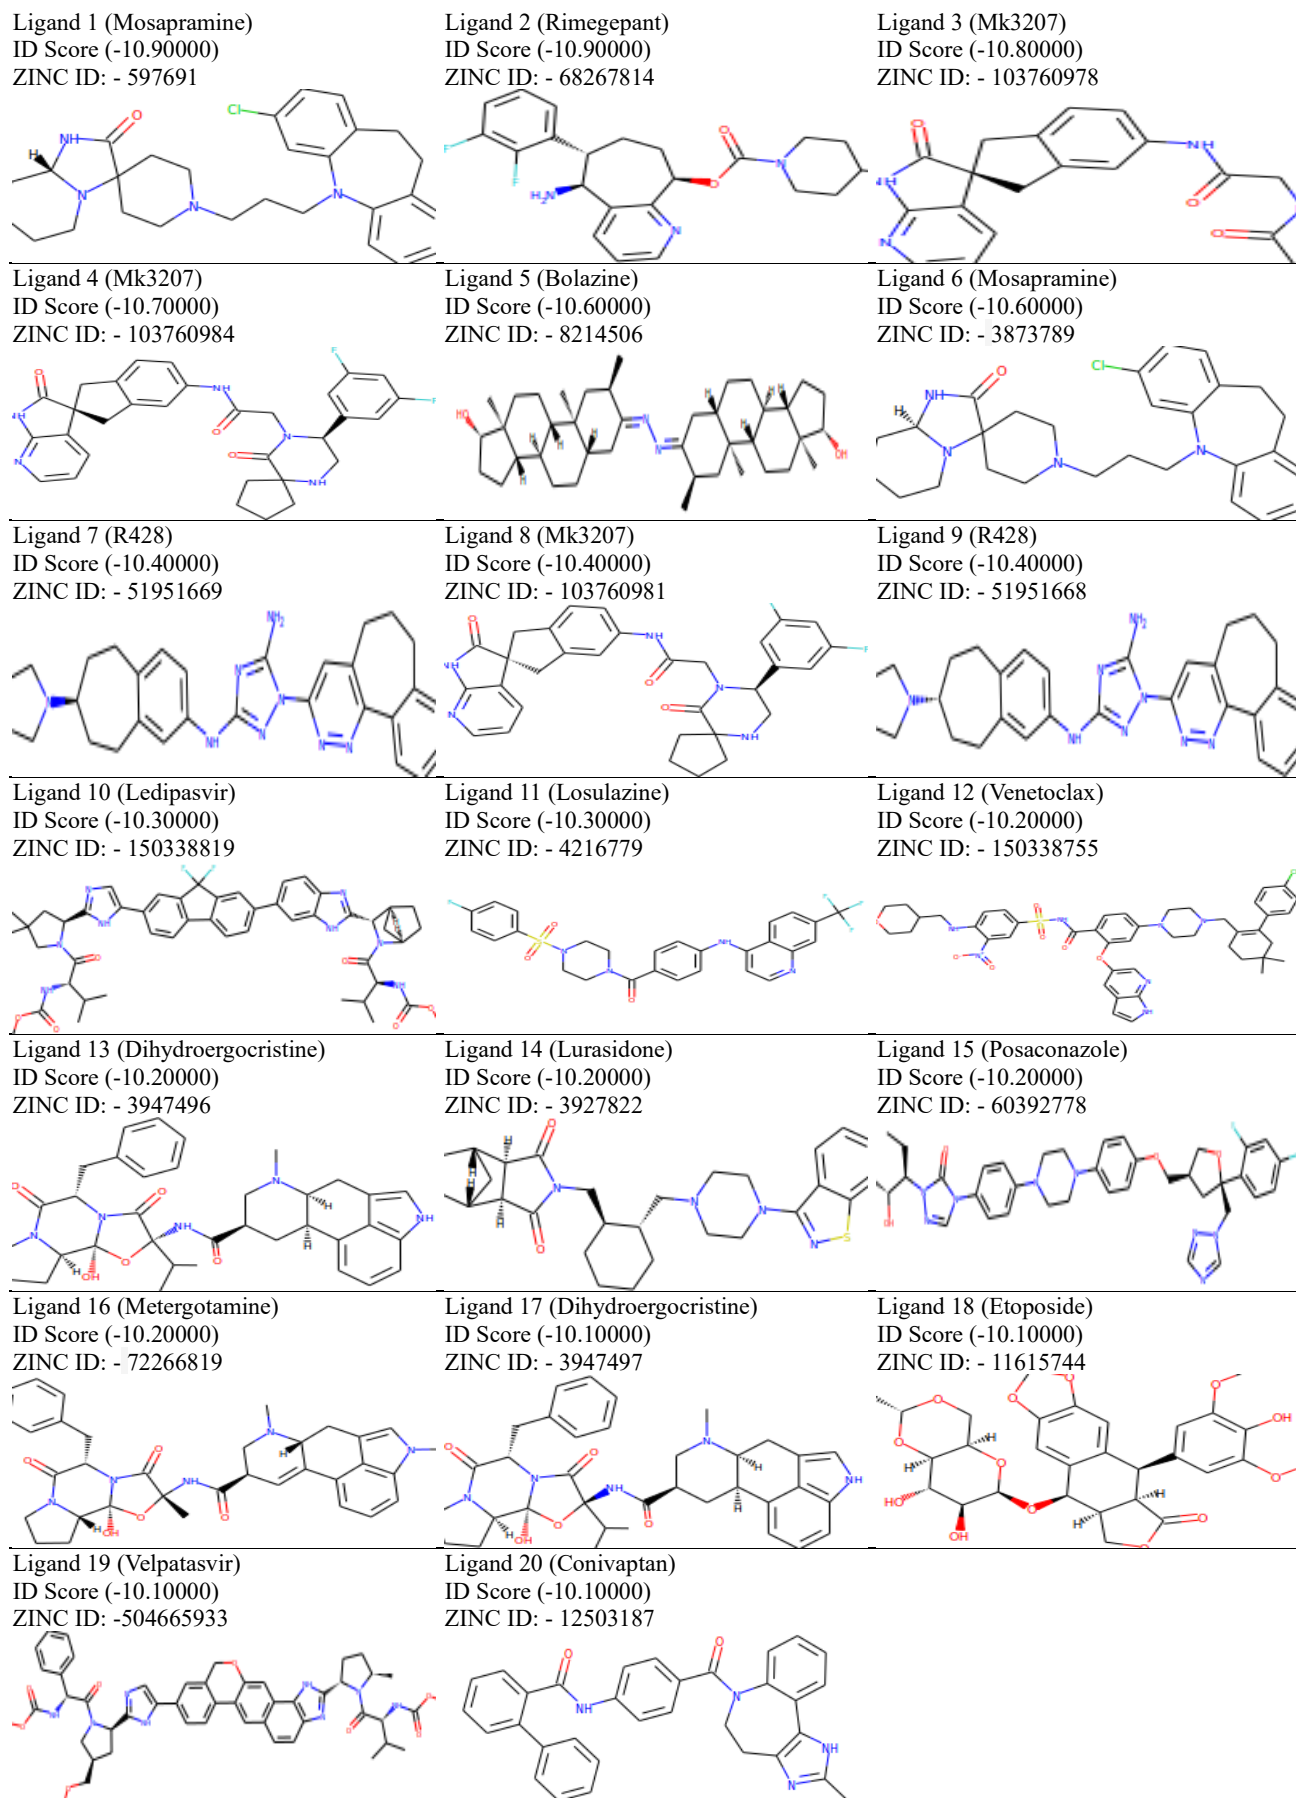 Ligand 1 (Mosapramine)
ID Score (-10.90000)
ZINC ID: - 597691
Ligand 2 (Rimegepant)
ID Score (-10.90000)
ZINC ID: - 68267814
Ligand 3 (Mk3207)
ID Score (-10.80000)
ZINC ID: - 103760978
Ligand 4 (Mk3207)
ID Score (-10.70000)
ZINC ID: - 103760984
Ligand 5 (Bolazine)
ID Score (-10.60000)
ZINC ID: - 8214506
Ligand 6 (Mosapramine)
ID Score (-10.60000)
ZINC ID: - 3873789
Ligand 7 (R428)
ID Score (-10.40000)
ZINC ID: - 51951669
Ligand 8 (Mk3207)
ID Score (-10.40000)
ZINC ID: - 103760981
Ligand 9 (R428)
ID Score (-10.40000)
ZINC ID: - 51951668
Ligand 10 (Ledipasvir)
ID Score (-10.30000)
ZINC ID: - 150338819
Ligand 11 (Losulazine)
ID Score (-10.30000)
ZINC ID: - 4216779
Ligand 12 (Venetoclax)
ID Score (-10.20000)
ZINC ID: - 150338755
Ligand 13 (Dihydroergocristine)
ID Score (-10.20000)
ZINC ID: - 3947496
Ligand 14 (Lurasidone)
ID Score (-10.20000)
ZINC ID: - 3927822
Ligand 15 (Posaconazole)
ID Score (-10.20000)
ZINC ID: - 60392778
Ligand 16 (Metergotamine)
ID Score (-10.20000)
ZINC ID: - 72266819
Ligand 17 (Dihydroergocristine)
ID Score (-10.10000)
ZINC ID: - 3947497
Ligand 18 (Etoposide)
ID Score (-10.10000)
ZINC ID: - 11615744
Ligand 19 (Velpatasvir)
ID Score (-10.10000)
ZINC ID: -504665933
Ligand 20 (Conivaptan)
ID Score (-10.10000)
ZINC ID: - 12503187